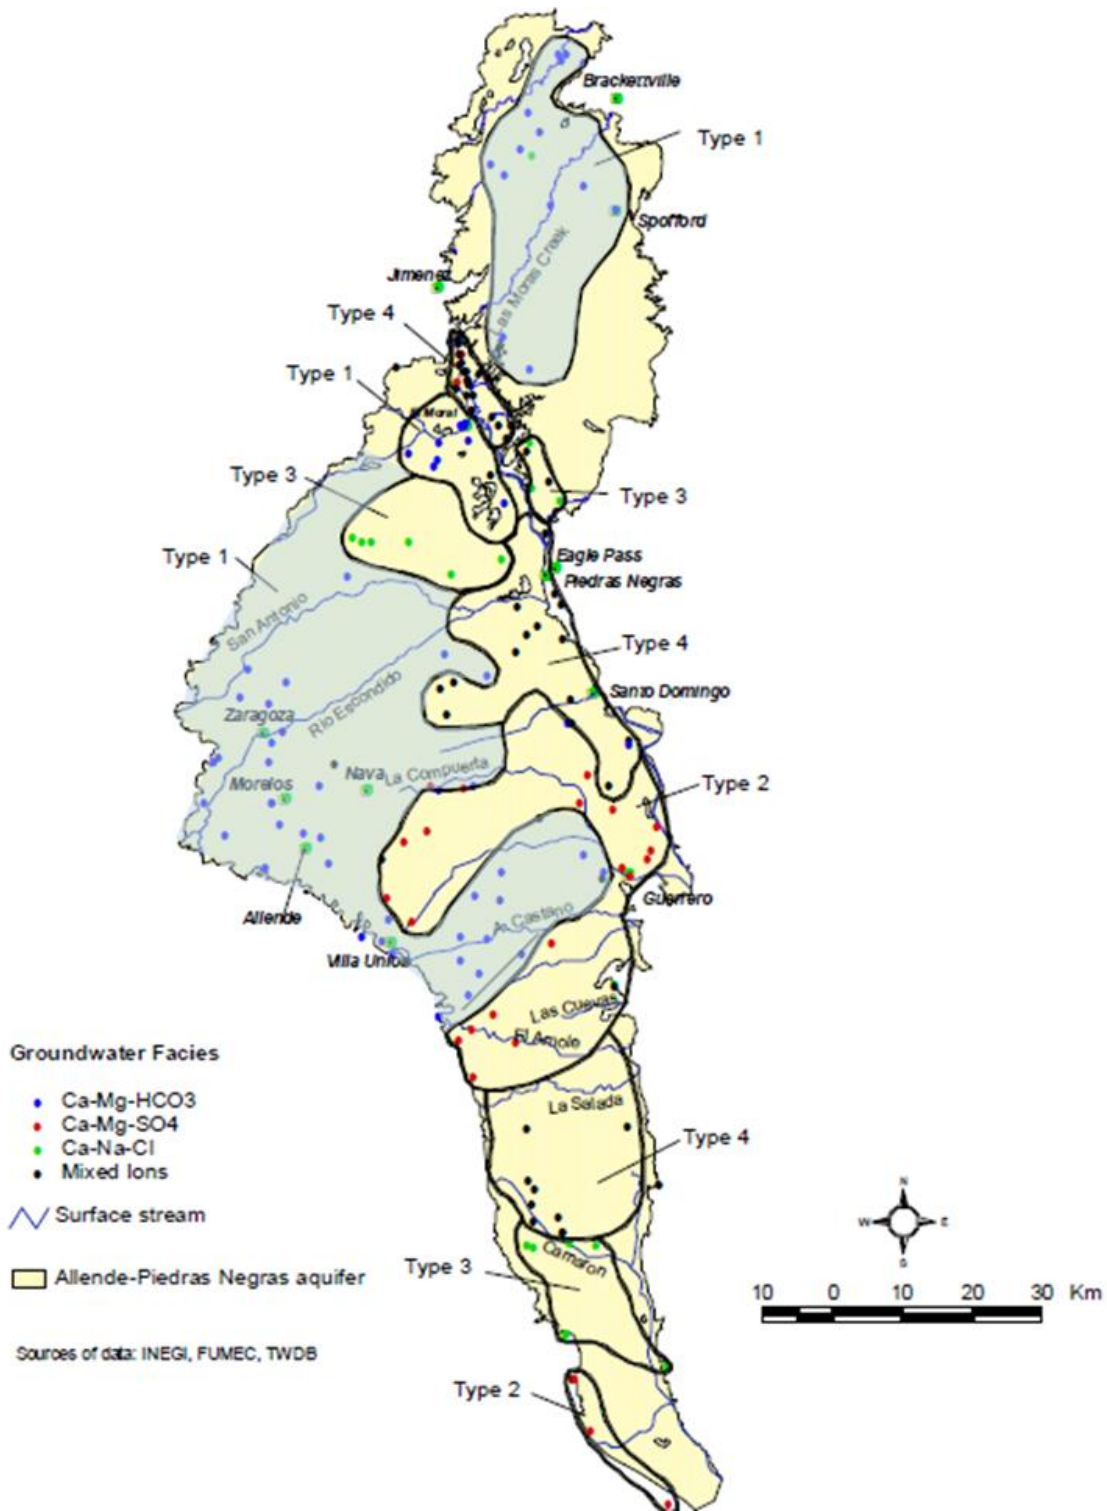 Brackettville
Type 1
Spofford
Las Moras Creek
Jimenez
Type 4
Type 1
Moral
Type 3
Type 3
Type 1
Eagle Pass
Piedras Negras
San Antonio
Type 4
Rio Escondido
Santo Domingo
Zaragoza
Nava
La Compuerta
Morelos
Type 2
Guerrero
Allende
A. Castaño
Villa Union
Las Cuevas
El Amole
Groundwater Facies
Ca-Mg-HCO3
Ca-Mg-SO4
Ca-Na-Cl
Mixed Ions
La Salada
Type 4
Surface stream
N
W
E
S
Camaron
Type 3
Allende-Piedras Negras aquifer
10 0 10 20 30 Km
Sources of data: INEGI, FUMEC, TWDB
Type 2